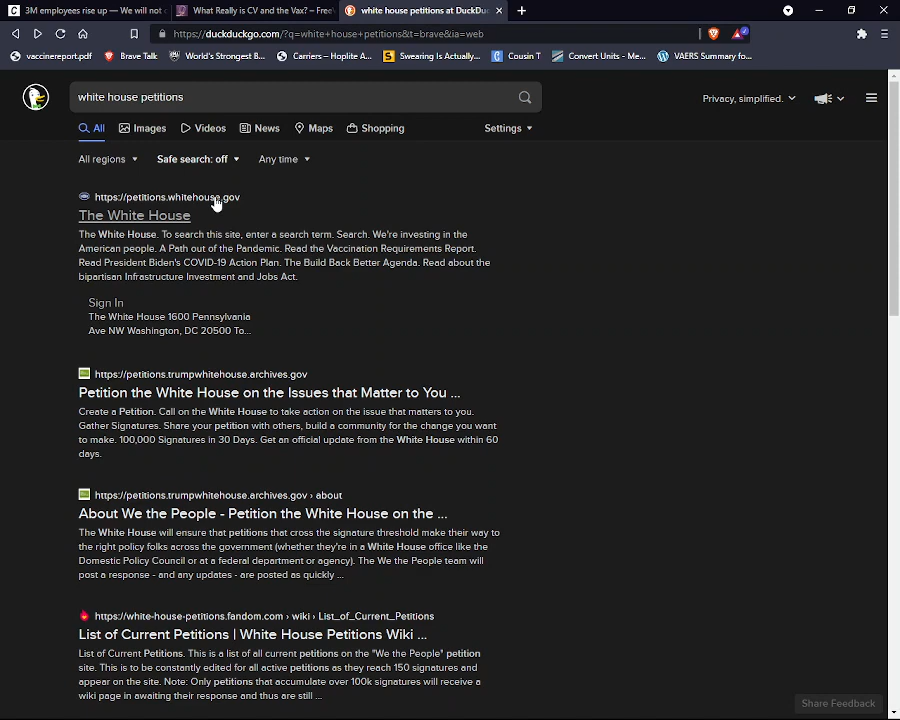 3M employees rise up — We will not
What Really is CV and the Vax? – Free
white house petitions at DuckDu
https://duckduckgo.com/?q=white+house+petitions&t=brave&ia=web
vaccinereport.pdf
Brave Talk
World's Strongest B...
Carriers – Hoplite A...
Swearing Is Actually...
Cousin T
Convert Units - Me...
VAERS Summary fo...
white house petitions
Privacy, simplified.
All
Images
Videos
News
Maps
Shopping
Settings
All regions
Safe search: off
Any time
https://petitions.whitehouse.gov
The White House
The White House. To search this site, enter a search term. Search. We're investing in the
American people. A Path out of the Pandemic. Read the Vaccination Requirements Report.
Read President Biden's COVID-19 Action Plan. The Build Back Better Agenda. Read about the
bipartisan Infrastructure Investment and Jobs Act.
Sign In
The White House 1600 Pennsylvania
Ave NW Washington, DC 20500 To...
https://petitions.trumpwhitehouse.archives.gov
Petition the White House on the Issues that Matter to You ...
Create a Petition. Call on the White House to take action on the issue that matters to you.
Gather Signatures. Share your petition with others, build a community for the change you want
to make. 100,000 Signatures in 30 Days. Get an official update from the White House within 60
days.
https://petitions.trumpwhitehouse.archives.gov › about
About We the People - Petition the White House on the ...
The White House will ensure that petitions that cross the signature threshold make their way to
the right policy folks across the government (whether they're in a White House office like the
Domestic Policy Council or at a federal department or agency). The We the People team will
post a response - and any updates - are posted as quickly ...
https://white-house-petitions.fandom.com › wiki › List_of_Current_Petitions
List of Current Petitions | White House Petitions Wiki ...
List of Current Petitions. This is a list of all current petitions on the "We the People" petition
site. This is to be constantly edited for all active petitions as they reach 150 signatures and
appear on the site. Note: Only petitions that accumulate over 100k signatures will receive a
wiki page in awaiting their response and thus are still ...
Share Feedback